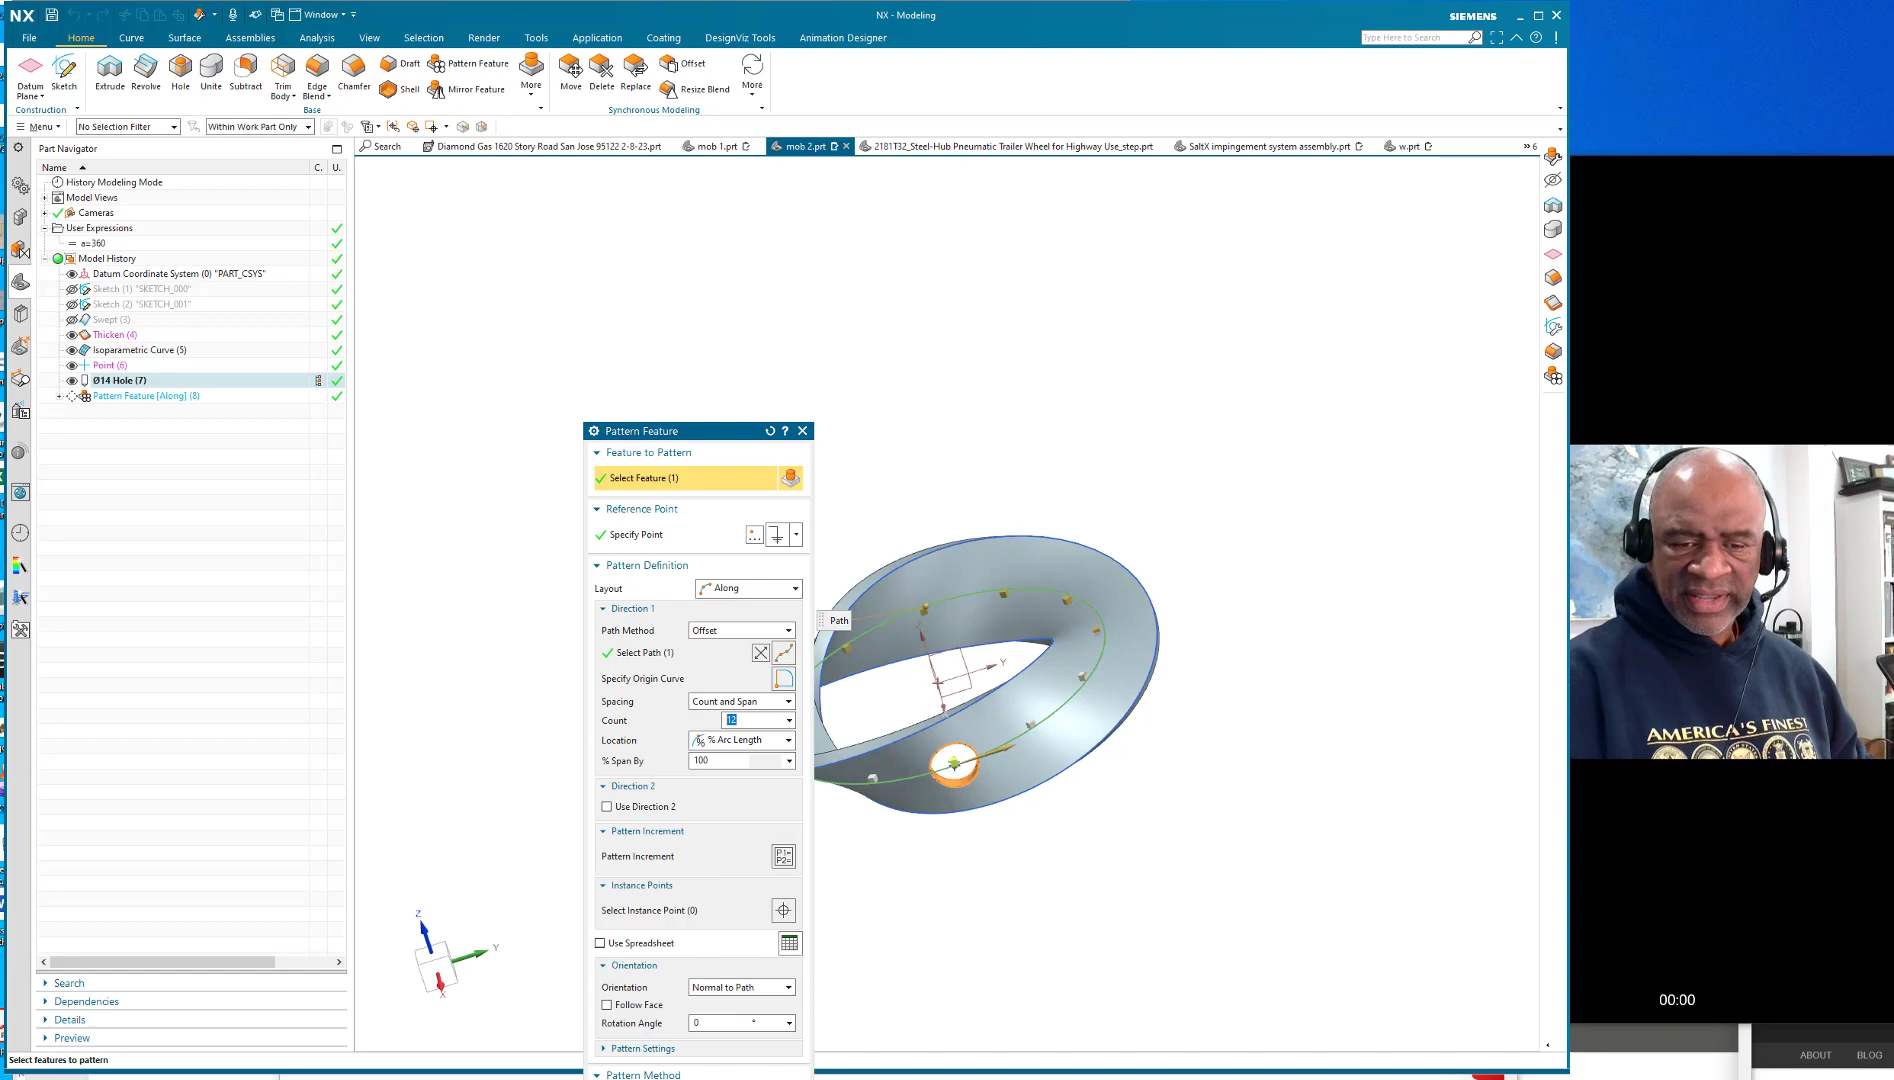 NX
Window
NX - Modeling
SIEMENS
File Home Curve Surface Assemblies Analysis View Selection Render Tools Application Coating DesignViz Tools Animation Designer
Type Here to Search
Datum Plane
Sketch
Extrude
Revolve
Hole
Unite
Subtract
Trim Body
Edge Blend
Chamfer
Draft
Shell
Pattern Feature
Mirror Feature
More
Move
Delete
Replace
Offset
Resize Blend
More
Construction
Base
Synchronous Modeling
Menu
No Selection Filter
Within Work Part Only
Part Navigator
Search
Diamond Gas 1620 Story Road San Jose 95122 2-8-23.prt
mob 1.prt
mob 2.prt
2181T32_Steel-Hub Pneumatic Trailer Wheel for Highway Use_step.prt
SaltX impingement system assembly.prt
w.prt
6
Name C. U.
History Modeling Mode
Model Views
Cameras
User Expressions
a=360
Model History
Datum Coordinate System (0) "PART_CSYS"
Sketch (1) "SKETCH_000"
Sketch (2) "SKETCH_001"
Swept (3)
Thicken (4)
Isoparametric Curve (5)
Point (6)
Ø14 Hole (7)
Pattern Feature [Along] (8)
Pattern Feature
Feature to Pattern
Select Feature (1)
Reference Point
Specify Point
Pattern Definition
Layout Along
Direction 1
Path Method Offset
Select Path (1)
Specify Origin Curve
Spacing Count and Span
Count 12
Location % Arc Length
% Span By 100
Direction 2
Use Direction 2
Pattern Increment
Pattern Increment
P1=
P2=
Instance Points
Select Instance Point (0)
Use Spreadsheet
Orientation
Orientation Normal to Path
Follow Face
Rotation Angle 0 °
Pattern Settings
Pattern Method
Path
Y
Z
Y
X
AMERICA'S FINEST
00:00
Search
Dependencies
Details
Preview
Select features to pattern
ABOUT BLOG